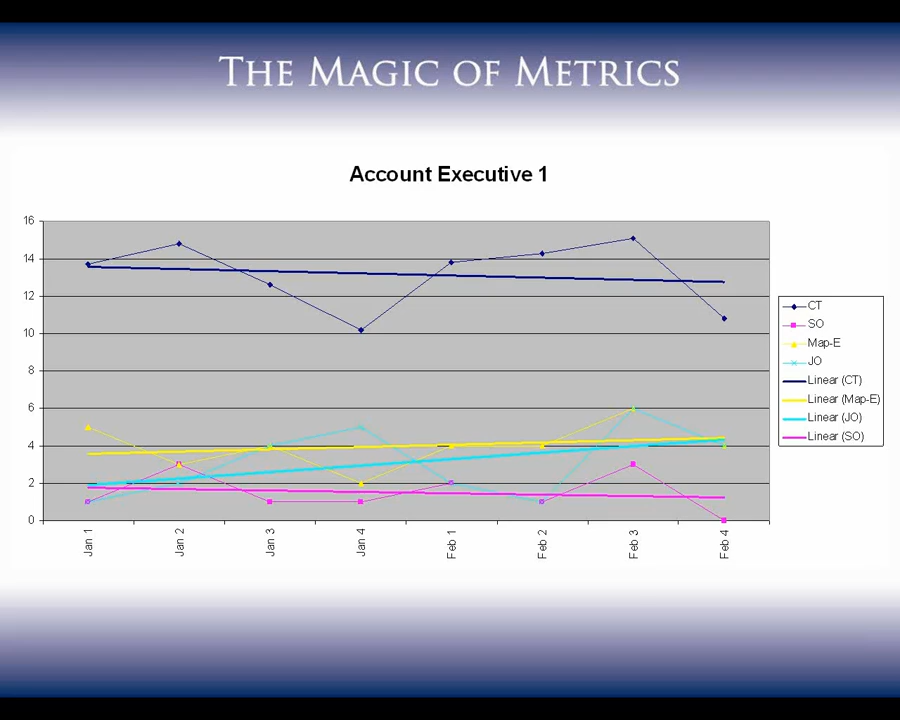 THE MAGIC OF METRICS
Account Executive 1
16
14
12
10
8
6
4
2
0
Jan 1
Jan 2
Jan 3
Jan 4
Feb 1
Feb 2
Feb 3
Feb 4
CT
SO
Map-E
JO
Linear (CT)
Linear (Map-E)
Linear (JO)
Linear (SO)